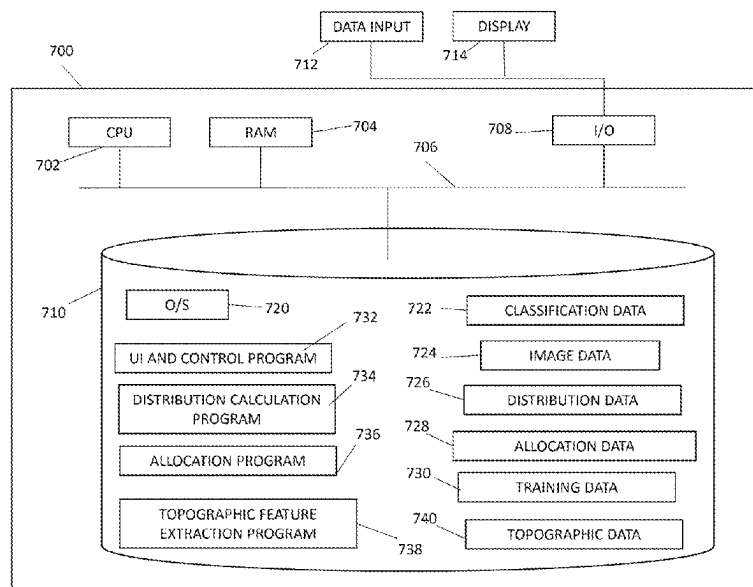 DATA INPUT
DISPLAY
712
714
700
CPU
RAM
704
708
I/O
702
706
710
O/S
720
722
CLASSIFICATION DATA
732
UI AND CONTROL PROGRAM
724
IMAGE DATA
734
DISTRIBUTION CALCULATION
PROGRAM
726
DISTRIBUTION DATA
736
728
ALLOCATION DATA
ALLOCATION PROGRAM
730
TRAINING DATA
TOPOGRAPHIC FEATURE
EXTRACTION PROGRAM
738
740
TOPOGRAPHIC DATA